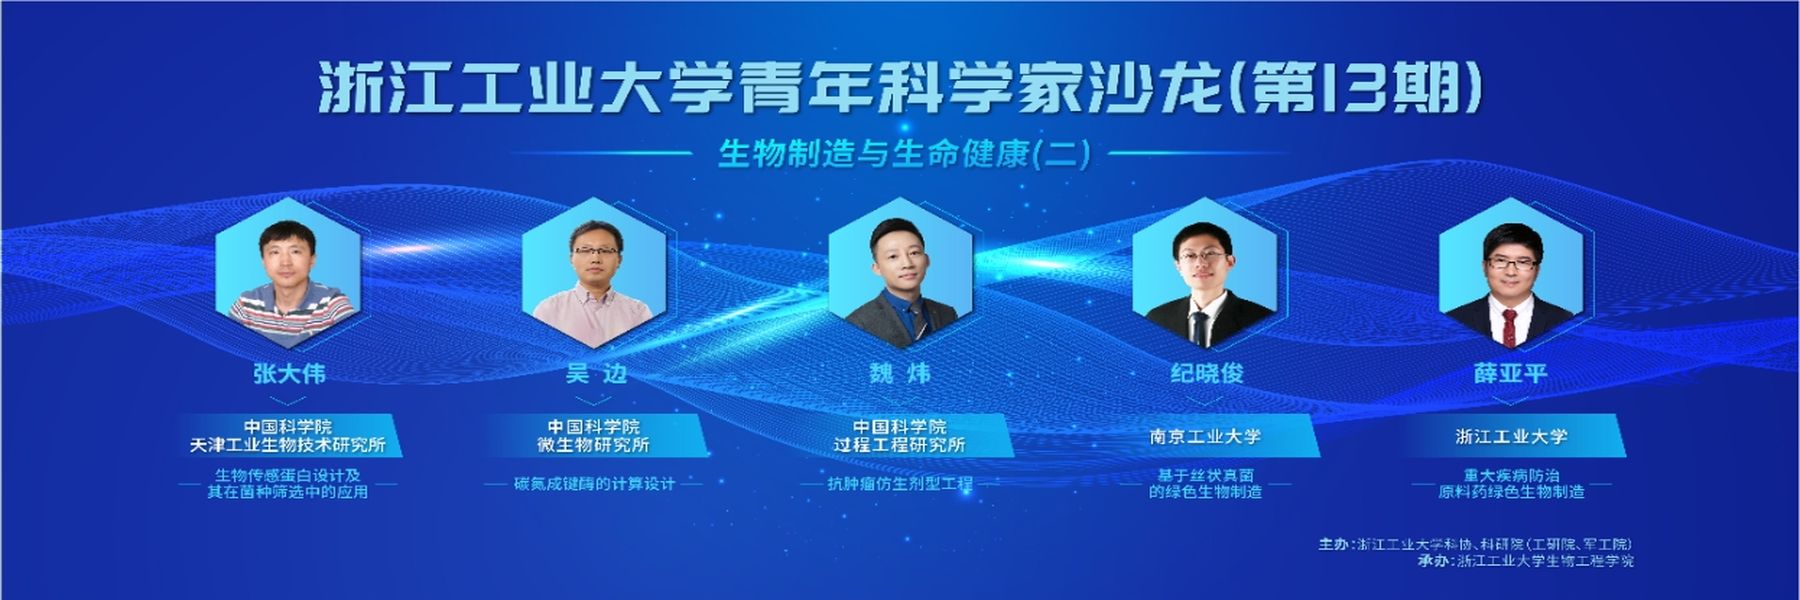 浙江工业大学青年科学家沙龙(第13期)
生物制造与生命健康(二)
张大伟
中国科学院
天津工业生物技术研究所
生物传感蛋白设计及
其在菌种筛选中的应用
吴 边
中国科学院
微生物研究所
碳氮成键酶的计算设计
魏 炜
中国科学院
过程工程研究所
抗肿瘤仿生剂型工程
纪晓俊
南京工业大学
基于丝状真菌
的绿色生物制造
薛亚平
浙江工业大学
重大疾病防治
原料药绿色生物制造
主办:浙江工业大学科协、科研院(工研院、军工院)
承办:浙江工业大学生物工程学院